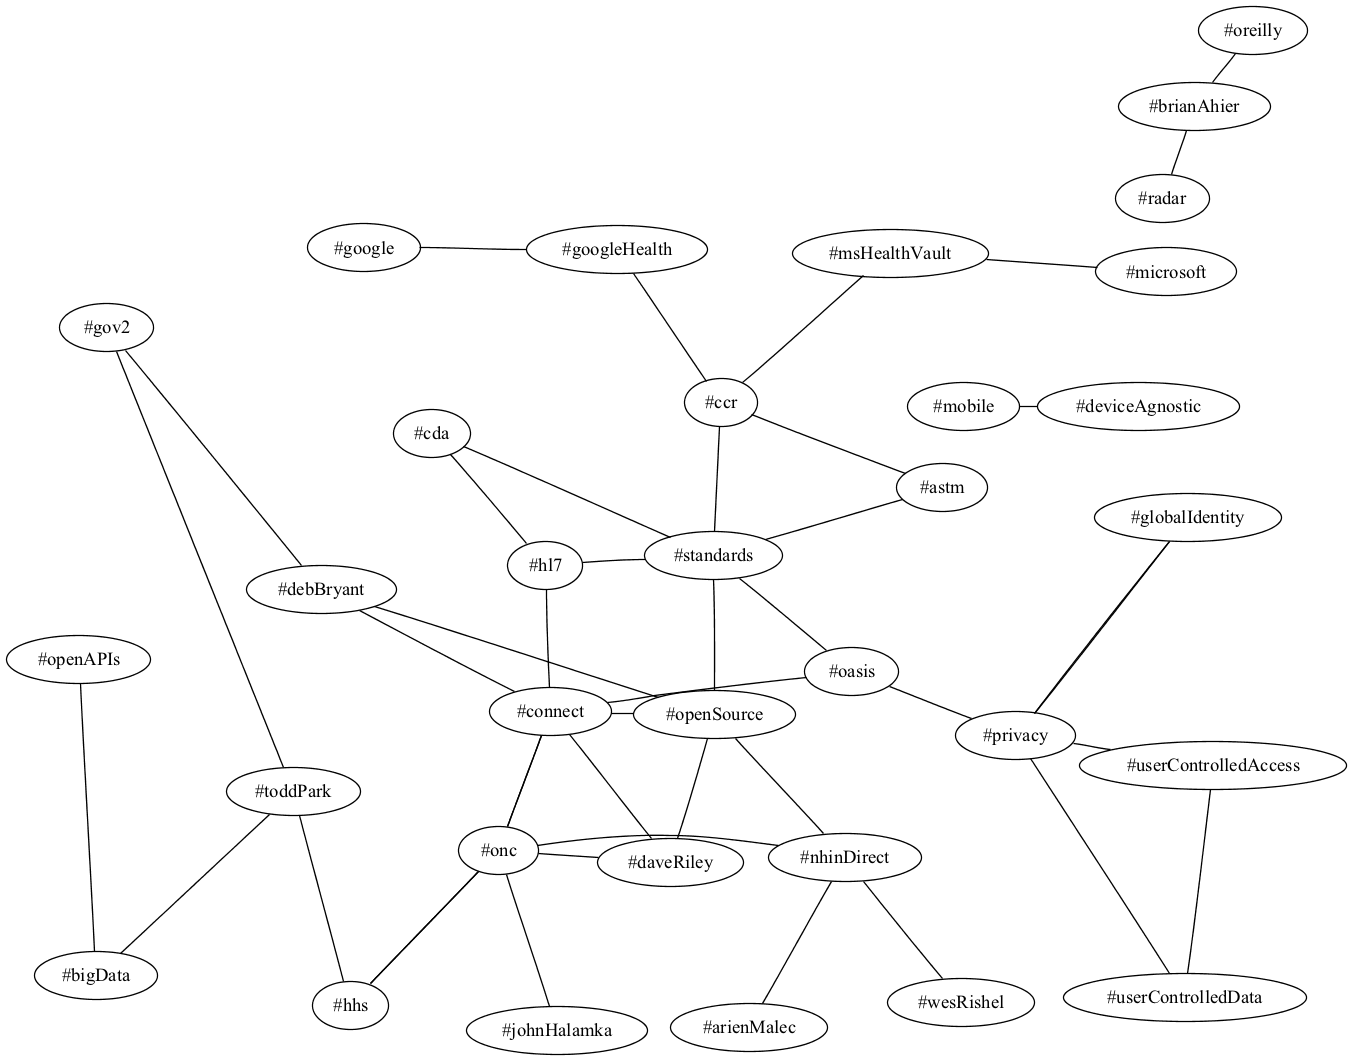 #oreilly
#brianAhier
#radar
#google
#googleHealth
#msHealthVault
#microsoft
#gov2
#ccr
#mobile
#deviceAgnostic
#cda
#astm
#globalIdentity
#standards
#hl7
#debBryant
#openAPIs
#oasis
#connect
#openSource
#privacy
#userControlledAccess
#toddPark
#onc
#daveRiley
#nhinDirect
#bigData
#userControlledData
#hhs
#wesRishel
#johnHalamka
#arienMalec